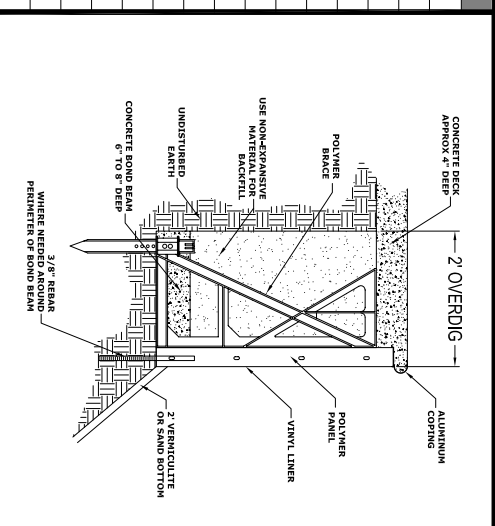 CONCRETE DECK
APPROX 4" DEEP
2' OVERDIG
ALUMINUM
COPING
POLYMER
BRACE
USE NON-EXPANSIVE
MATERIAL FOR
BACKFILL
UNDISTURBED
EARTH
CONCRETE BOND BEAM
6" TO 8" DEEP
3/8" REBAR
WHERE NEEDED AROUND
PERIMETER OF BOND BEAM
POLYMER
PANEL
VINYL LINER
2' VERMICULITE
OR SAND BOTTOM